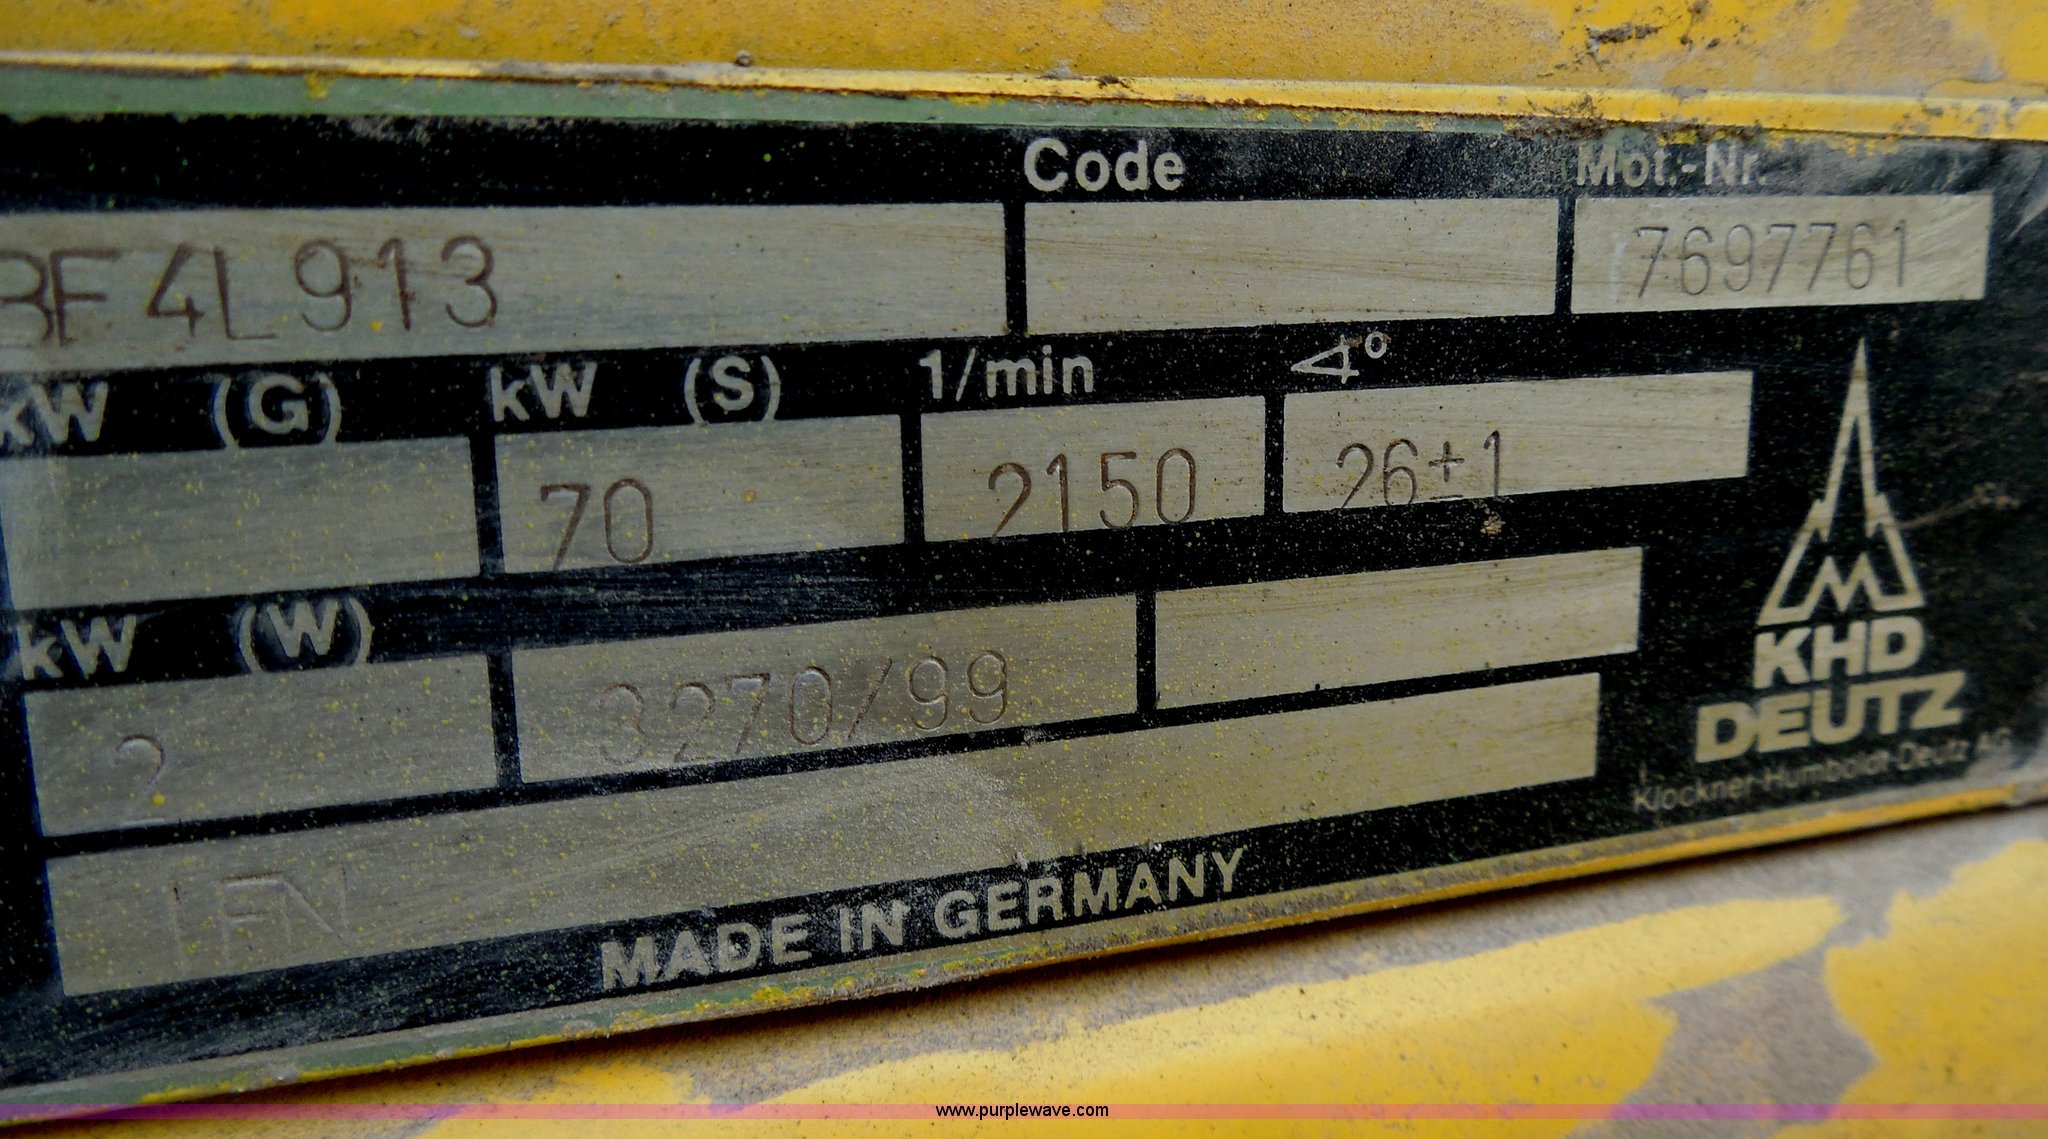 Code Mot.-Nr.
BF4L913 7697761
kW (G) kW (S) 1/min ∢°
70 2150 26±1
kW (W)
2 3270/99
KHD
DEUTZ
Klöckner-Humboldt-Deutz AG
MADE IN GERMANY
www.purplewave.com